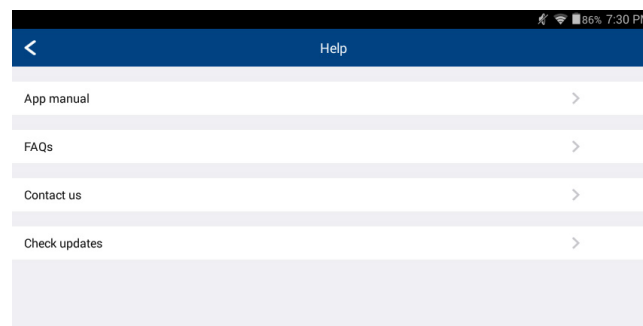 86% 7:30 PM
Help
App manual
FAQs
Contact us
Check updates